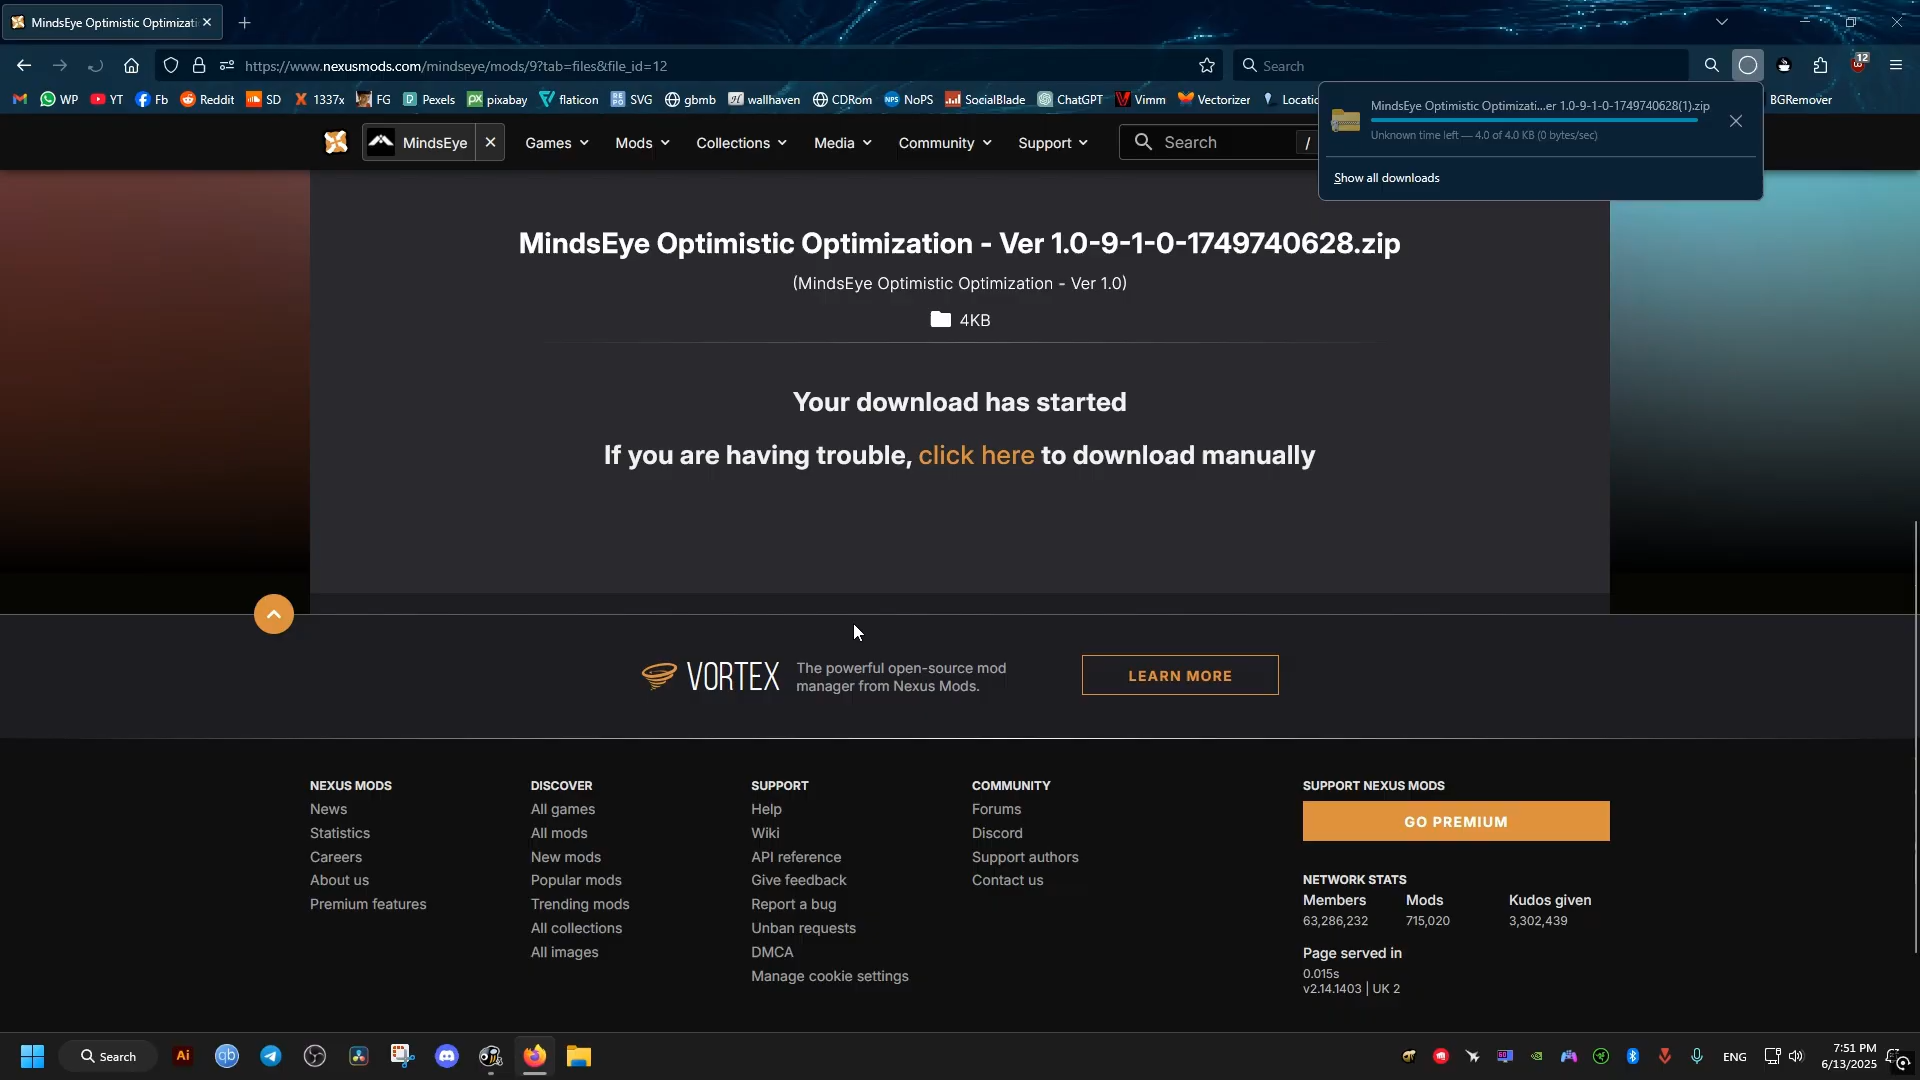 MindsEye Optimistic Optimizati
https://www.nexusmods.com/mindseye/mods/9?tab=files&file_id=12
Search
12
WP
YT
Fb
Reddit
SD
1337x
FG
Pexels
pixabay
flaticon
SVG
gbmb
wallhaven
CDRom
NoPS
SocialBlade
ChatGPT
Vimm
Vectorizer
Locatio
BGRemover
MindsEye Optimistic Optimizati...er 1.0-9-1-0-1749740628(1).zip
Unknown time left — 4.0 of 4.0 KB (0 bytes/sec)
Show all downloads
MindsEye
Games
Mods
Collections
Media
Community
Support
Search
/
MindsEye Optimistic Optimization - Ver 1.0-9-1-0-1749740628.zip
(MindsEye Optimistic Optimization - Ver 1.0)
4KB
Your download has started
If you are having trouble, click here to download manually
VORTEX
The powerful open-source mod
manager from Nexus Mods.
LEARN MORE
NEXUS MODS
News
Statistics
Careers
About us
Premium features
DISCOVER
All games
All mods
New mods
Popular mods
Trending mods
All collections
All images
SUPPORT
Help
Wiki
API reference
Give feedback
Report a bug
Unban requests
DMCA
Manage cookie settings
COMMUNITY
Forums
Discord
Support authors
Contact us
SUPPORT NEXUS MODS
GO PREMIUM
NETWORK STATS
Members
63,286,232
Mods
715,020
Kudos given
3,302,439
Page served in
0.015s
v2.14.1403 | UK 2
Search
Ai
qb
ENG
7:51 PM
6/13/2025